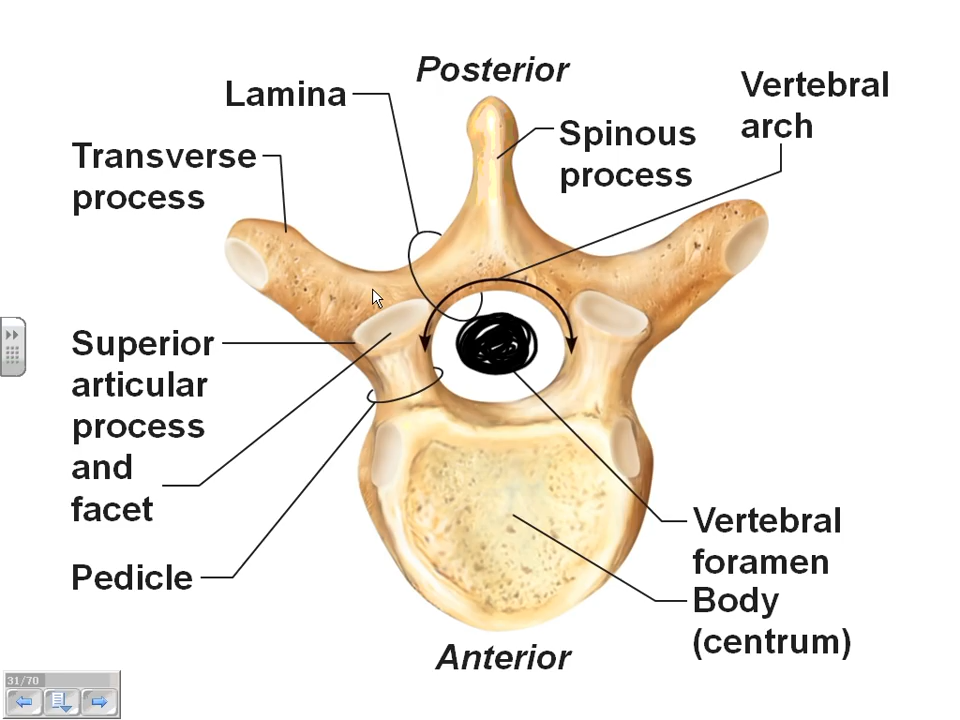 Posterior
Lamina
Vertebral
arch
Spinous
process
Transverse
process
Superior
articular
process
and
facet
Pedicle
Vertebral
foramen
Body
(centrum)
Anterior
31/70